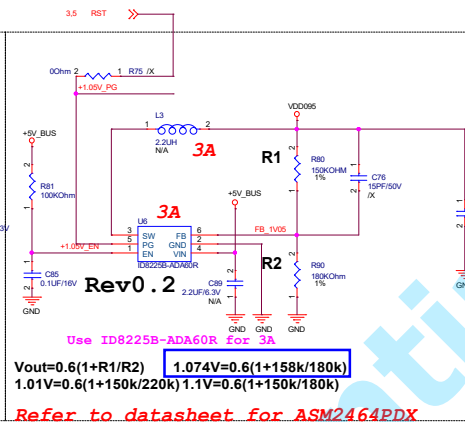 3,5 RST
0Ohm 2 1 R75 /X
+1.05V_PG
L3
1 2
2.2UH
N/A
3A
VDD095
+5V_BUS
R1
R80
150KOHM
1%
C76
15PF/50V
/X
R81
100KOhm
+5V_BUS
3A
U6
3 SW FB 6
5 PG GND 2
1 EN VIN 4
ID8225B-ADA60R
FB_1V05
+1.05V_EN
R2
R90
180KOhm
1%
C85
0.1UF/16V
Rev0.2
C89
2.2UF/6.3V
N/A
GND
GND GND GND
GND
Use ID8225B-ADA60R for 3A
Vout=0.6(1+R1/R2) 1.074V=0.6(1+158k/180k)
1.01V=0.6(1+150k/220k) 1.1V=0.6(1+150k/180k)
Refer to datasheet for ASM2464PDX